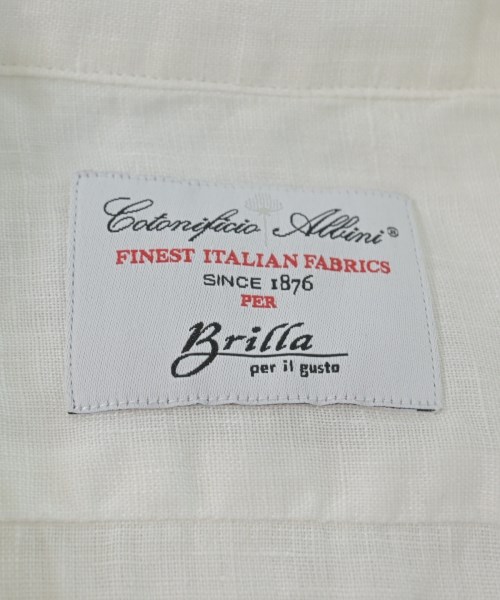 Cotonificio Albini®
FINEST ITALIAN FABRICS
SINCE 1876
PER
Brilla
per il gusto